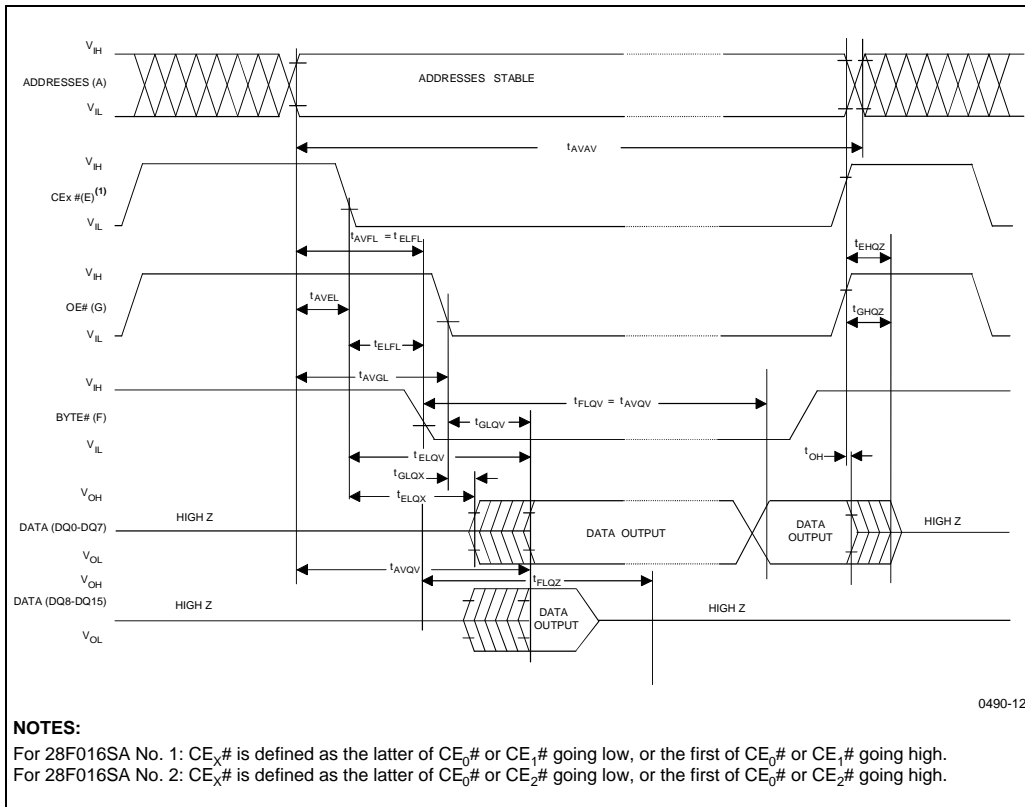 V_IH
ADDRESSES (A)
V_IL
ADDRESSES STABLE
t_AVAV
V_IH
CEx #(E)(1)
V_IL
t_AVFL = t_ELFL
t_EHQZ
V_IH
OE# (G)
V_IL
t_AVEL
t_GHQZ
t_ELFL
t_AVGL
V_IH
BYTE# (F)
V_IL
t_FLQV = t_AVQV
t_GLQV
t_ELQV
t_OH
t_GLQX
t_ELQX
V_OH
DATA (DQ0-DQ7)
V_OL
HIGH Z
DATA OUTPUT
DATA
OUTPUT
HIGH Z
t_AVQV
t_FLQZ
V_OH
DATA (DQ8-DQ15)
V_OL
HIGH Z
DATA
OUTPUT
HIGH Z
0490-12
NOTES:
For 28F016SA No. 1: CE_X# is defined as the latter of CE_0# or CE_1# going low, or the first of CE_0# or CE_1# going high.
For 28F016SA No. 2: CE_X# is defined as the latter of CE_0# or CE_2# going low, or the first of CE_0# or CE_2# going high.